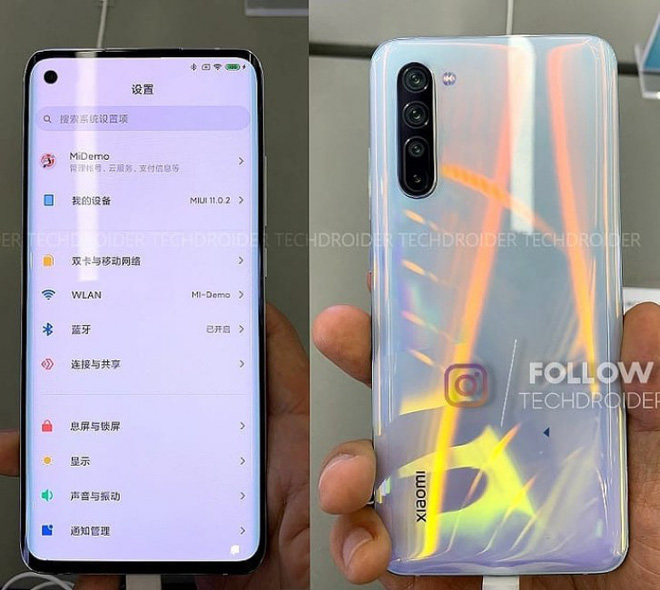 设置
搜索系统设置项
MiDemo
管理帐号、云服务、支付信息等
我的设备 MIUI 11.0.2
双卡与移动网络
WLAN MI-Demo
蓝牙 已开启
连接与共享
息屏与锁屏
显示
声音与振动
通知管理
ER TECHDROIDER TECHDROIDER TECHDROIDER TECHDROIDER
FOLLOW
TECHDROIDER
xiaomi